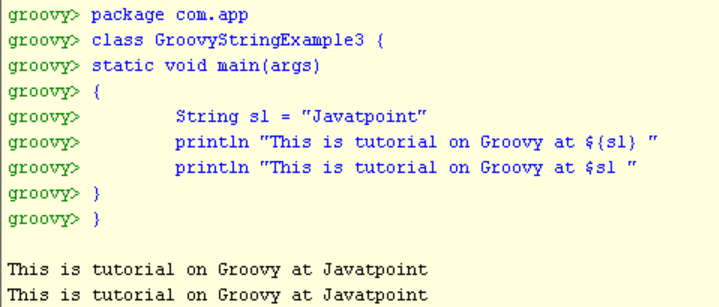 groovy> package com.app
groovy> class GroovyStringExample3 {
groovy> static void main(args)
groovy> {
groovy>         String sl = "Javatpoint"
groovy>         println "This is tutorial on Groovy at ${sl} "
groovy>         println "This is tutorial on Groovy at $sl "
groovy> }
groovy> }

This is tutorial on Groovy at Javatpoint
This is tutorial on Groovy at Javatpoint